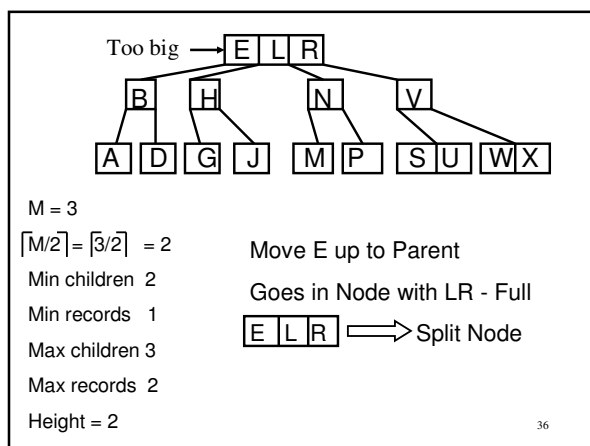 Too big E L R
B H N V
A D G J M P S U W X
M = 3
⌈M/2⌉ = ⌈3/2⌉ = 2
Min children 2
Min records 1
Max children 3
Max records 2
Height = 2
Move E up to Parent
Goes in Node with LR - Full
E L R Split Node
36